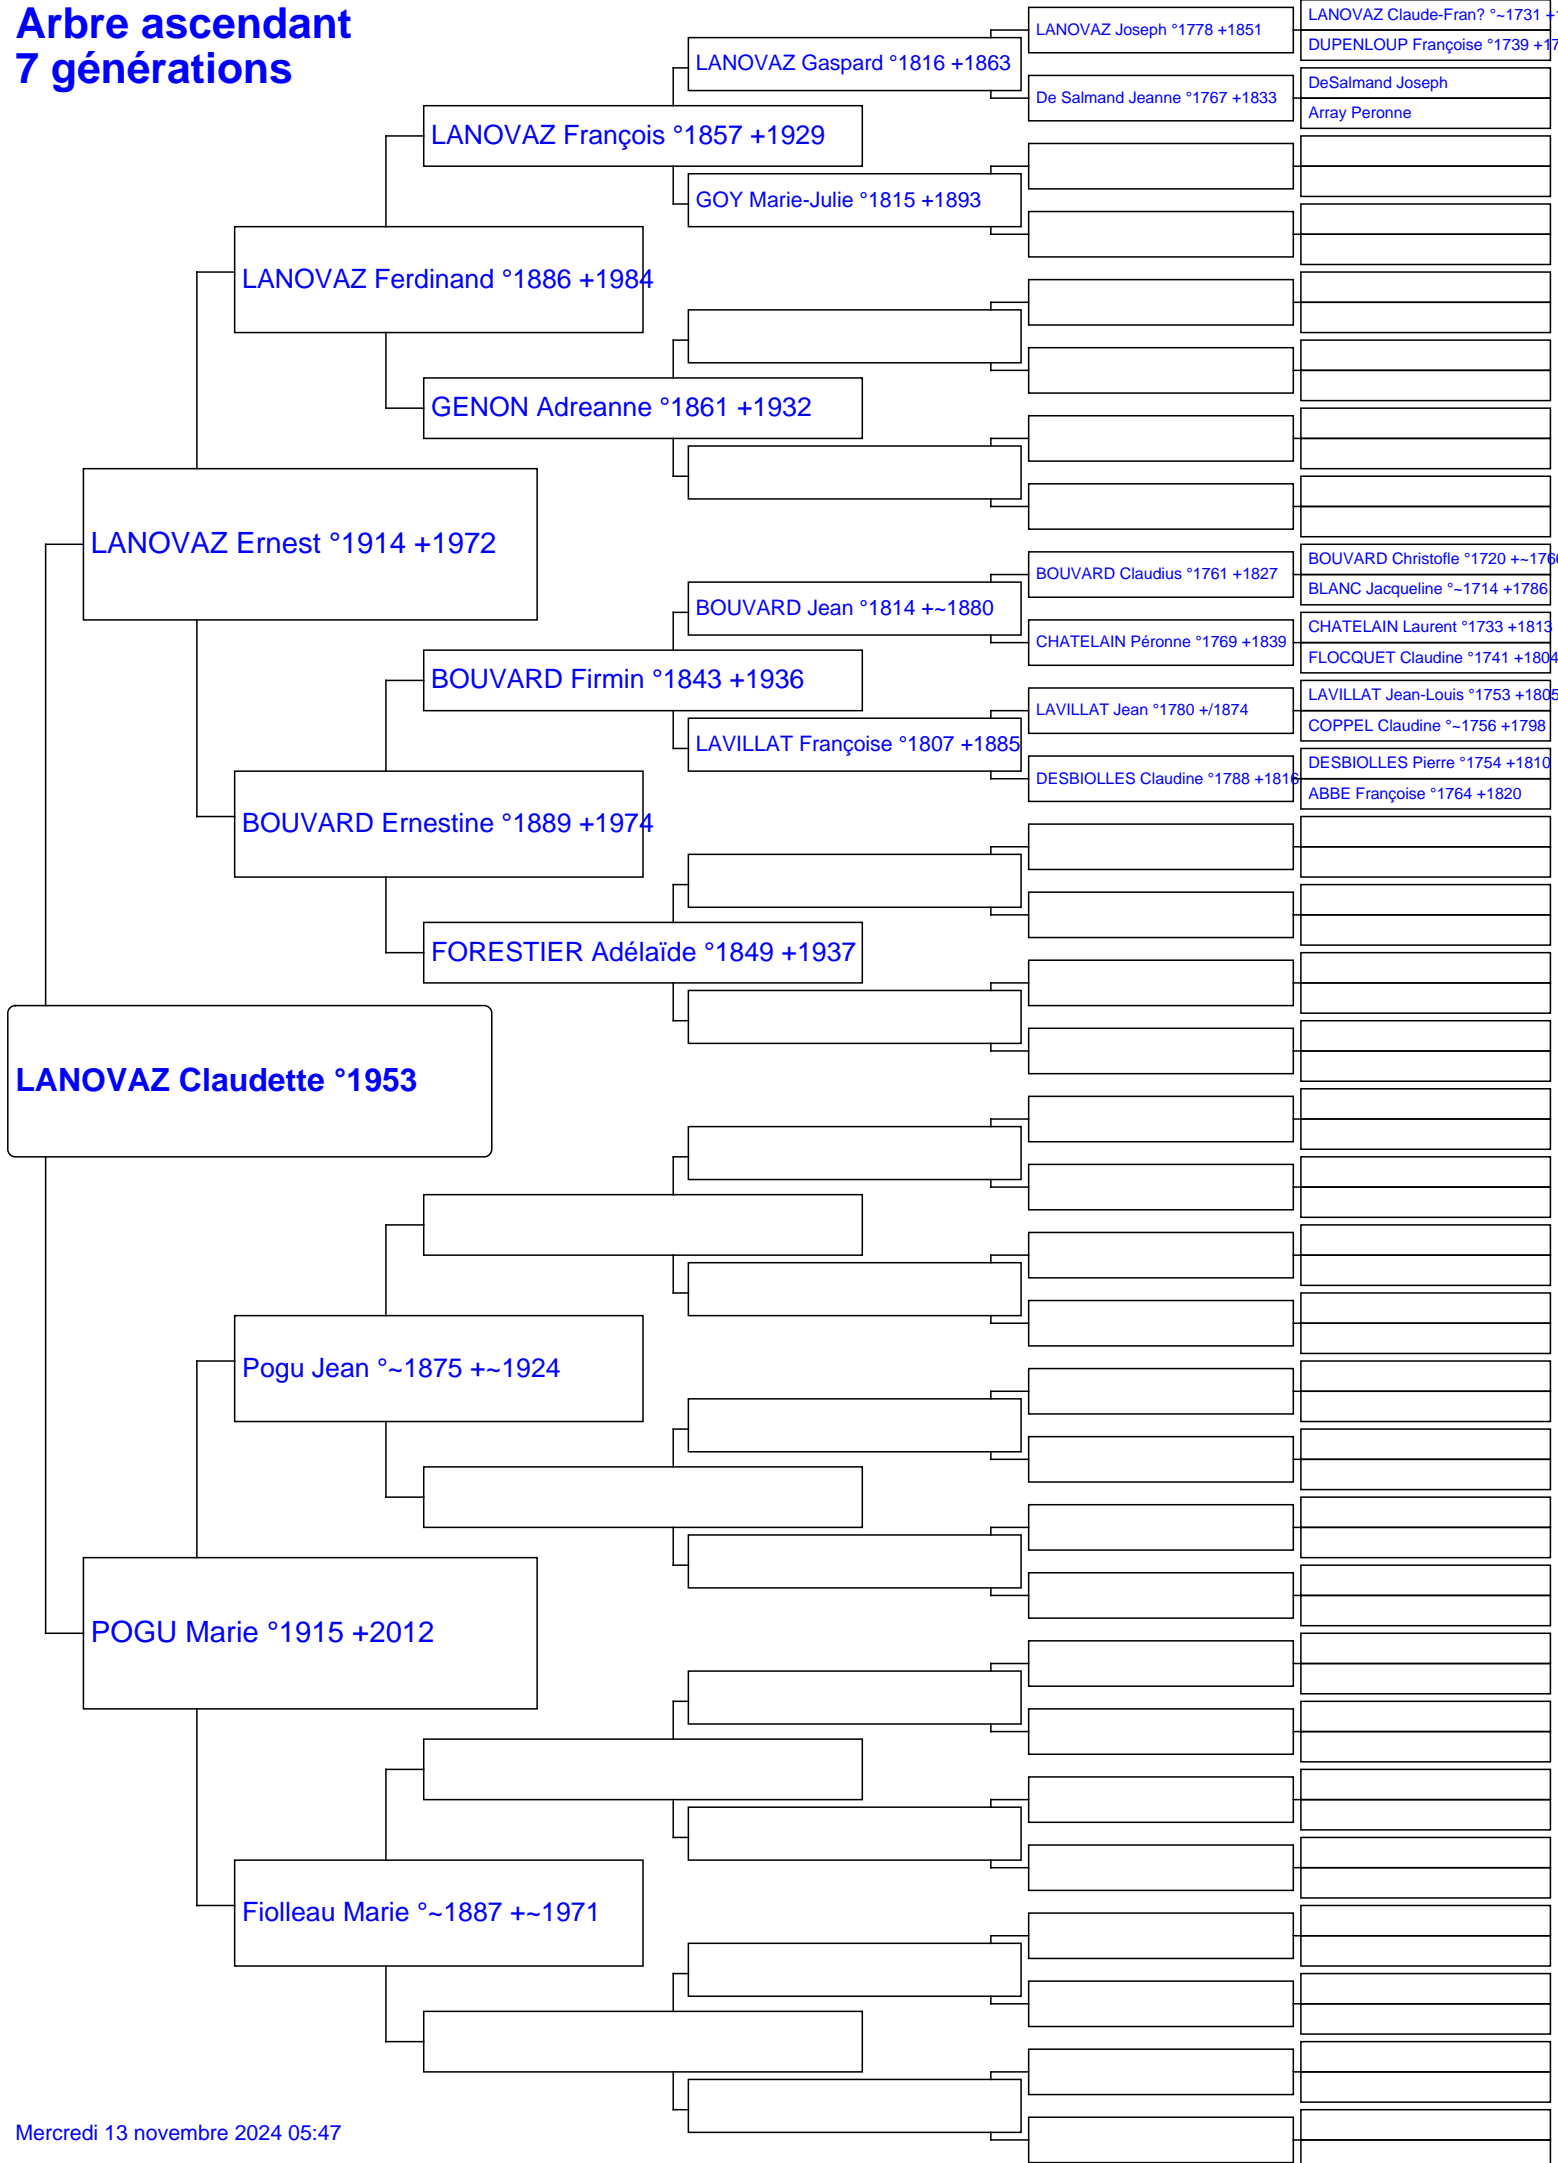 Arbre ascendant
7 générations
LANOVAZ Claude-Fran? °~1731
LANOVAZ Joseph °1778 +1851
DUPENLOUP Françoise °1739
LANOVAZ Gaspard °1816 +1863
DeSalmand Joseph
De Salmand Jeanne °1767 +1833
Array Peronne
LANOVAZ François °1857 +1929
GOY Marie-Julie °1815 +1893
LANOVAZ Ferdinand °1886 +1984
GENON Adreanne °1861 +1932
LANOVAZ Ernest °1914 +1972
BOUVARD Christofle °1720 +~1766
BOUVARD Claudius °1761 +1827
BLANC Jacqueline °~1714 +1786
BOUVARD Jean °1814 +~1880
CHATELAIN Laurent °1733 +1813
CHATELAIN Péronne °1769 +1839
FLOCQUET Claudine °1741 +1804
BOUVARD Firmin °1843 +1936
LAVILLAT Jean-Louis °1753 +1805
LAVILLAT Jean °1780 +/1874
COPPEL Claudine °~1756 +1798
LAVILLAT Françoise °1807 +1885
DESBIOLLES Pierre °1754 +1810
DESBIOLLES Claudine °1788 +1816
ABBE Françoise °1764 +1820
BOUVARD Ernestine °1889 +1974
FORESTIER Adélaïde °1849 +1937
LANOVAZ Claudette °1953
Pogu Jean °~1875 +~1924
POGU Marie °1915 +2012
Fiolleau Marie °~1887 +~1971
Mercredi 13 novembre 2024 05:47